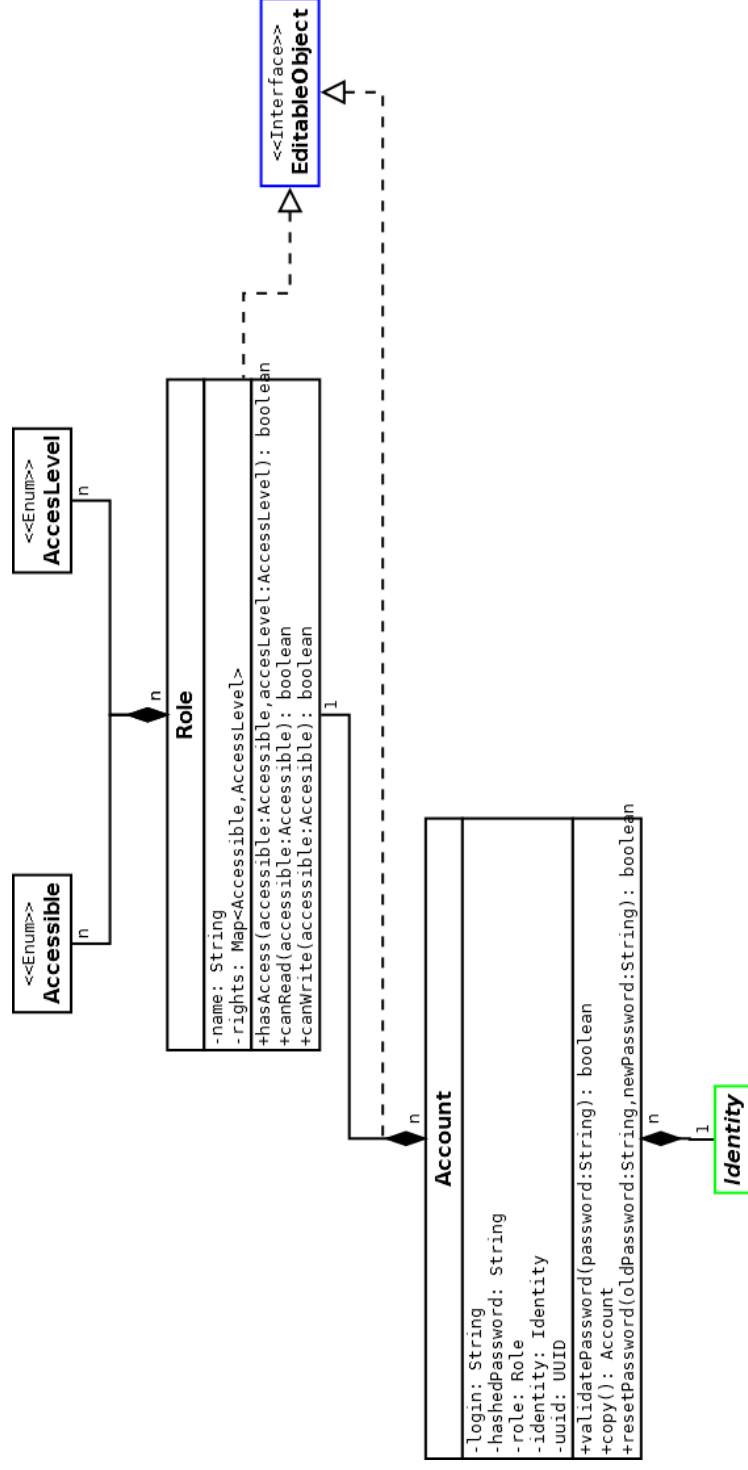 <<Enum>>
Accessible
n
<<Enum>>
AccesLevel
n
n
Role
-name: String
-rights: Map<Accessible,AccessLevel>
+hasAccess(accessible:Accessible,accesLevel:AccessLevel): boolean
+canRead(accessible:Accessible): boolean
+canWrite(accessible:Accesible): boolean
1
<<Interface>>
EditableObject
n
Account
-login: String
-hashedPassword: String
-role: Role
-identity: Identity
-uuid: UUID
+validatePassword(password:String): boolean
+copy(): Account
+resetPassword(oldPassword:String,newPassword:String): boolean
n
1
Identity